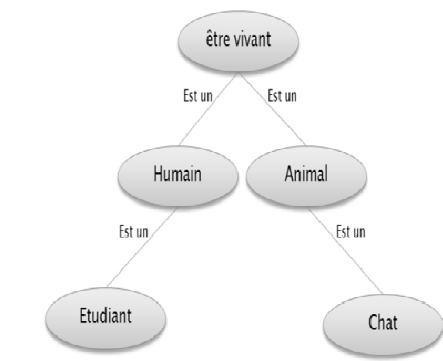 être vivant
Est un
Est un
Humain
Animal
Est un
Est un
Etudiant
Chat